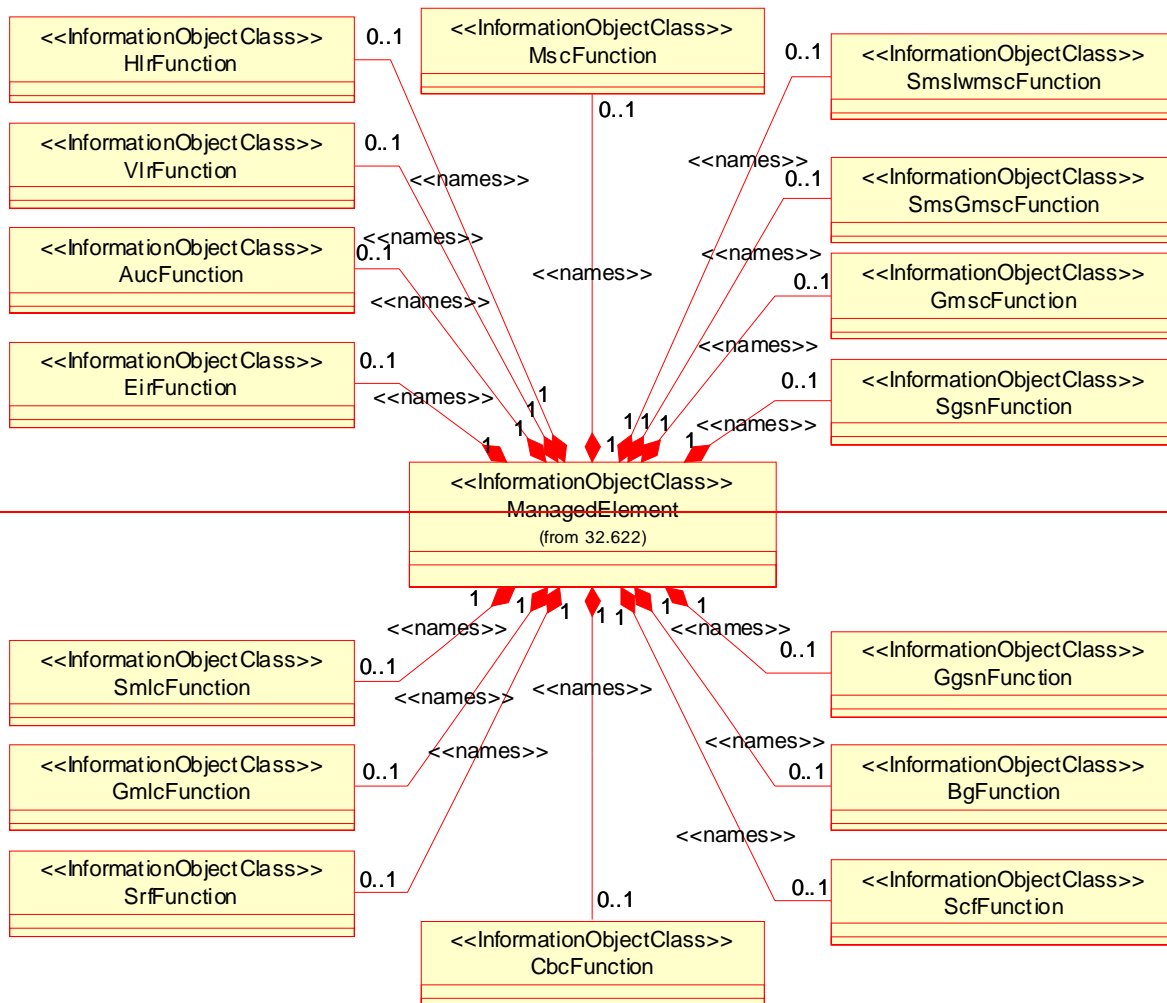 <<InformationObjectClass>>
HlrFunction
0..1
<<InformationObjectClass>>
MscFunction
0..1
<<InformationObjectClass>>
SmsIwmscFunction
0..1
<<InformationObjectClass>>
VlrFunction
0..1
<<names>>
<<names>>
<<InformationObjectClass>>
SmsGmscFunction
0..1
<<InformationObjectClass>>
AucFunction
0..1
<<names>>
<<names>>
<<names>>
<<names>>
<<InformationObjectClass>>
GmscFunction
0..1
<<InformationObjectClass>>
EirFunction
0..1
<<names>>
<<names>>
<<InformationObjectClass>>
SgsnFunction
0..1
<<names>>
1
1
1
1
1
1
1
1
1
<<InformationObjectClass>>
ManagedElement
(from 32.622)
1
1
1
1
1
1
1
<<names>>
<<names>>
<<InformationObjectClass>>
SmlcFunction
0..1
<<names>>
<<names>>
<<InformationObjectClass>>
GgsnFunction
0..1
<<InformationObjectClass>>
GmlcFunction
0..1
<<names>>
<<names>>
<<InformationObjectClass>>
BgFunction
0..1
<<InformationObjectClass>>
SrfFunction
0..1
<<names>>
<<InformationObjectClass>>
ScfFunction
0..1
0..1
<<InformationObjectClass>>
CbcFunction